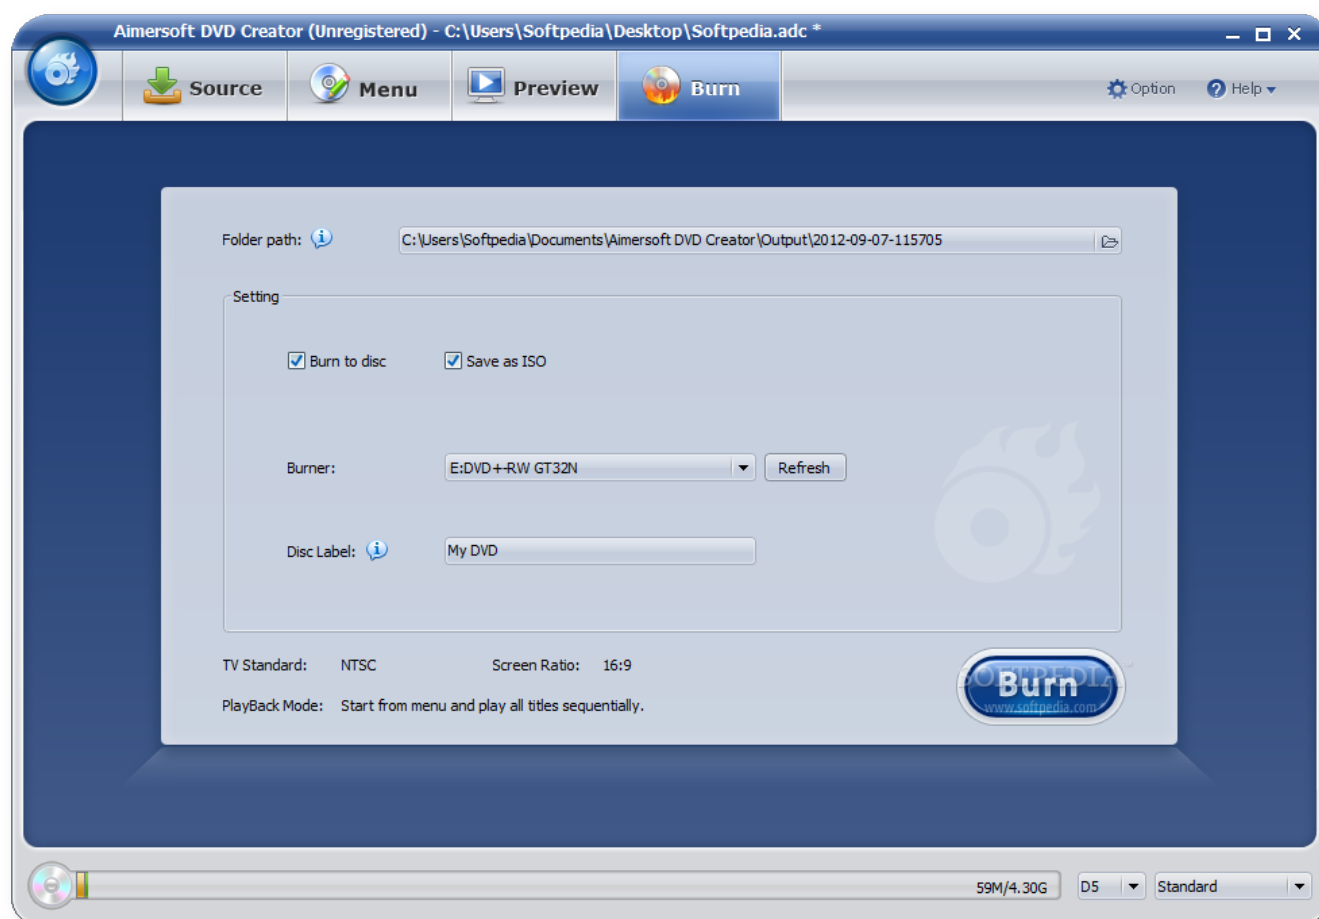 Aimersoft DVD Creator (Unregistered) - C:\Users\Softpedia\Desktop\Softpedia.adc *
Source
Menu
Preview
Burn
Option
Help
Folder path:
C:\Users\Softpedia\Documents\Aimersoft DVD Creator\Output\2012-09-07-115705
Setting
Burn to disc
Save as ISO
Burner:
E:DVD+-RW GT32N
Refresh
Disc Label:
My DVD
TV Standard: NTSC
Screen Ratio: 16:9
PlayBack Mode: Start from menu and play all titles sequentially.
SOFTPEDIA
Burn
www.softpedia.com
59M/4.30G
D5
Standard